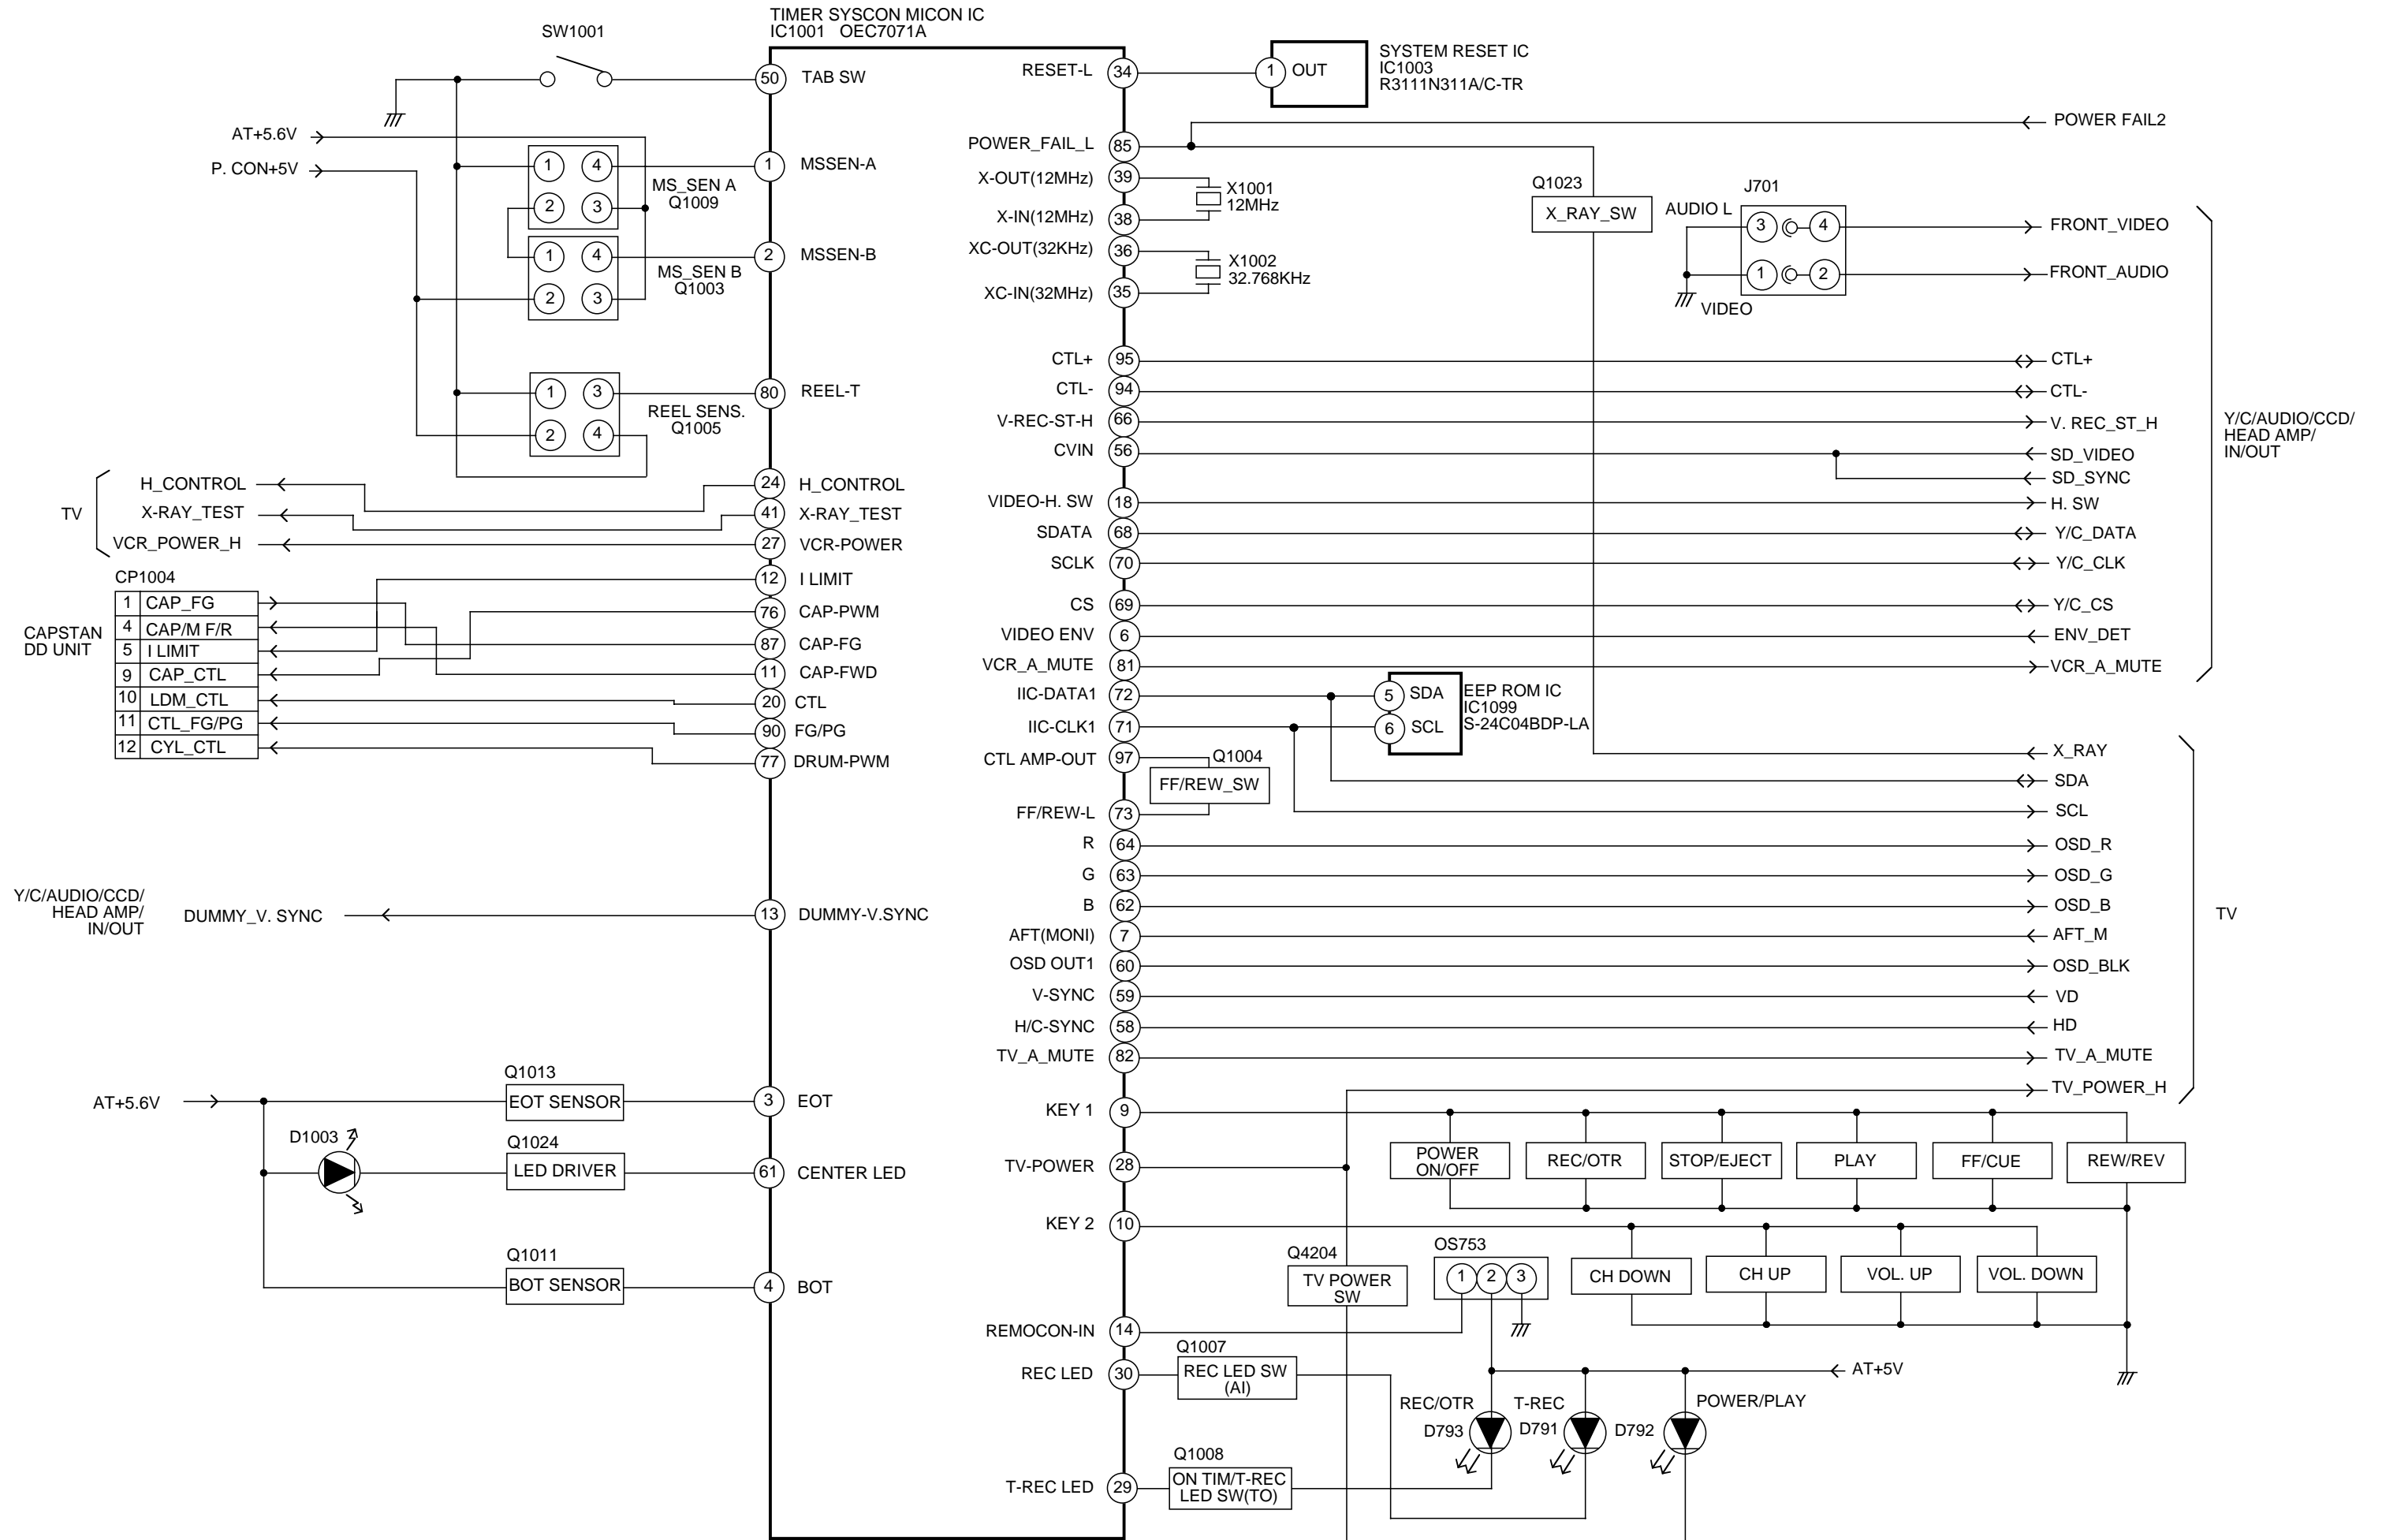 TIMER SYSCON MICON IC
IC1001 OEC7071A
SW1001
50 TAB SW
AT+5.6V
P. CON+5V
1 4
2 3
MS_SEN A
Q1009
1 MSSEN-A
1 4
2 3
MS_SEN B
Q1003
2 MSSEN-B
1 3
2 4
REEL SENS.
Q1005
80 REEL-T
TV
H_CONTROL
X-RAY_TEST
VCR_POWER_H
24 H_CONTROL
41 X-RAY_TEST
27 VCR-POWER
12 I LIMIT
76 CAP-PWM
87 CAP-FG
11 CAP-FWD
20 CTL
90 FG/PG
77 DRUM-PWM
CP1004
CAPSTAN
DD UNIT
1 CAP_FG
4 CAP/M F/R
5 I LIMIT
9 CAP_CTL
10 LDM_CTL
11 CTL_FG/PG
12 CYL_CTL
Y/C/AUDIO/CCD/
HEAD AMP/
IN/OUT
DUMMY_V. SYNC
13 DUMMY-V.SYNC
AT+5.6V
Q1013
EOT SENSOR
3 EOT
D1003
Q1024
LED DRIVER
61 CENTER LED
Q1011
BOT SENSOR
4 BOT
RESET-L 34
1 OUT
SYSTEM RESET IC
IC1003
R3111N311A/C-TR
POWER_FAIL_L 85
POWER FAIL2
X-OUT(12MHz) 39
X-IN(12MHz) 38
X1001
12MHz
XC-OUT(32KHz) 36
XC-IN(32MHz) 35
X1002
32.768KHz
Q1023
X_RAY_SW
J701
AUDIO L
3 4
1 2
VIDEO
FRONT_VIDEO
FRONT_AUDIO
CTL+ 95 CTL+
CTL- 94 CTL-
V-REC-ST-H 66 V. REC_ST_H
CVIN 56 SD_VIDEO
SD_SYNC
VIDEO-H. SW 18 H. SW
SDATA 68 Y/C_DATA
SCLK 70 Y/C_CLK
CS 69 Y/C_CS
VIDEO ENV 6 ENV_DET
VCR_A_MUTE 81 VCR_A_MUTE
Y/C/AUDIO/CCD/
HEAD AMP/
IN/OUT
IIC-DATA1 72
IIC-CLK1 71
5 SDA
6 SCL
EEP ROM IC
IC1099
S-24C04BDP-LA
CTL AMP-OUT 97
Q1004
FF/REW_SW
FF/REW-L 73
X_RAY
SDA
SCL
R 64 OSD_R
G 63 OSD_G
B 62 OSD_B
AFT(MONI) 7 AFT_M
OSD OUT1 60 OSD_BLK
V-SYNC 59 VD
H/C-SYNC 58 HD
TV_A_MUTE 82 TV_A_MUTE
TV_POWER_H
TV
KEY 1 9
POWER
ON/OFF
REC/OTR
STOP/EJECT
PLAY
FF/CUE
REW/REV
TV-POWER 28
KEY 2 10
Q4204
TV POWER
SW
OS753
1 2 3
CH DOWN
CH UP
VOL. UP
VOL. DOWN
REMOCON-IN 14
REC LED 30
Q1007
REC LED SW
(AI)
AT+5V
REC/OTR
D793
T-REC
D791
POWER/PLAY
D792
Q1008
T-REC LED 29
ON TIM/T-REC
LED SW(TO)